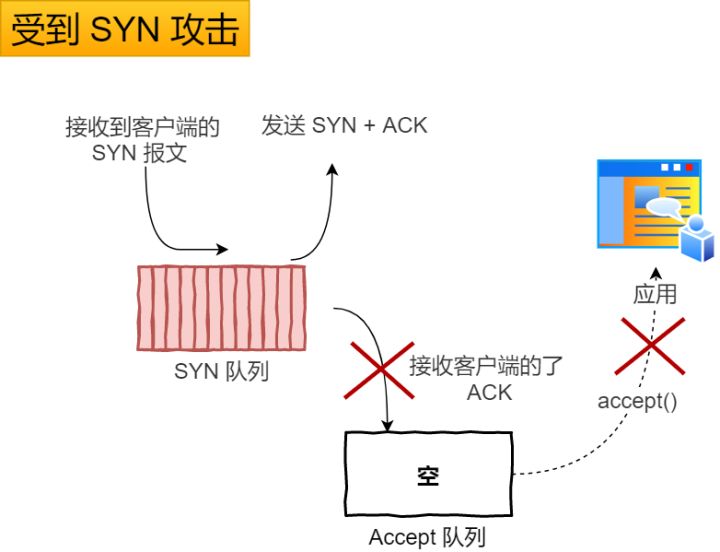 受到 SYN 攻击
接收到客户端的
SYN 报文
发送 SYN + ACK
应用
SYN 队列
接收客户端的了
ACK
accept()
空
Accept 队列